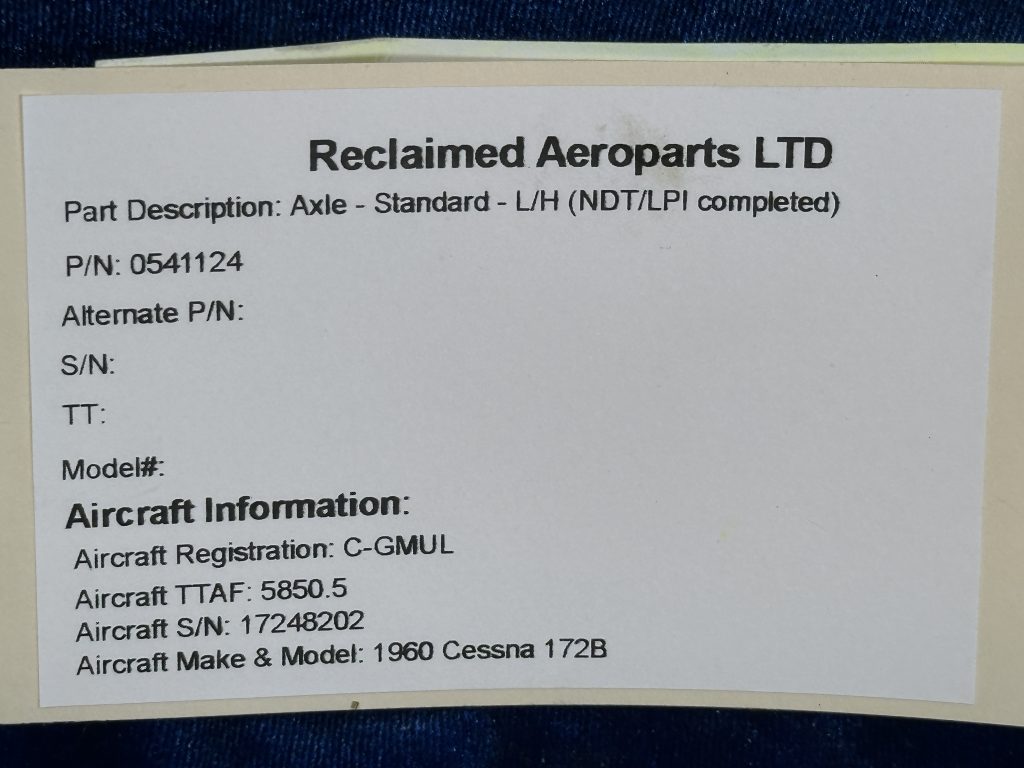 Reclaimed Aeroparts LTD
Part Description: Axle - Standard - L/H (NDT/LPI completed)
P/N: 0541124
Alternate P/N:
S/N:
TT:
Model#:
Aircraft Information:
Aircraft Registration: C-GMUL
Aircraft TTAF: 5850.5
Aircraft S/N: 17248202
Aircraft Make & Model: 1960 Cessna 172B